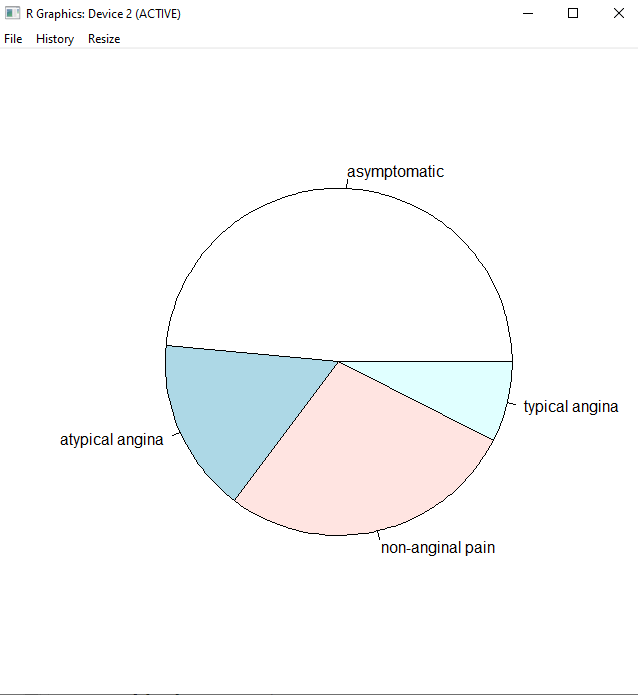 R Graphics: Device 2 (ACTIVE)
File History Resize
asymptomatic
typical angina
atypical angina
non-anginal pain